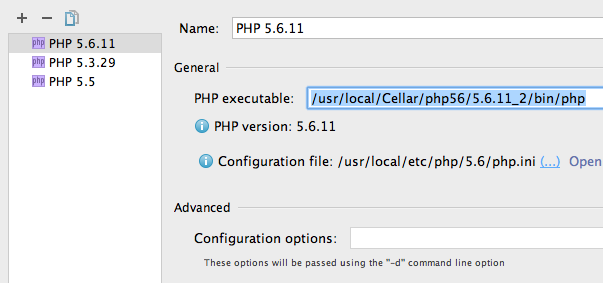 php PHP 5.6.11
php PHP 5.3.29
php PHP 5.5
Name: PHP 5.6.11
General
PHP executable: /usr/local/Cellar/php56/5.6.11_2/bin/php
PHP version: 5.6.11
Configuration file: /usr/local/etc/php/5.6/php.ini (...) Open
Advanced
Configuration options:
These options will be passed using the "-d" command line option